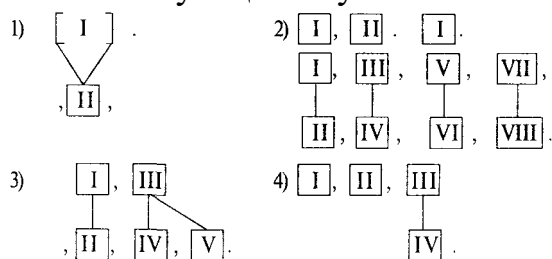 1) [ I ] .
, II ,
2) I , II . I .
I , III , V , VII ,
II , IV , VI , VIII .
3) I , III
, II , IV , V .
4) I , II , III
IV .